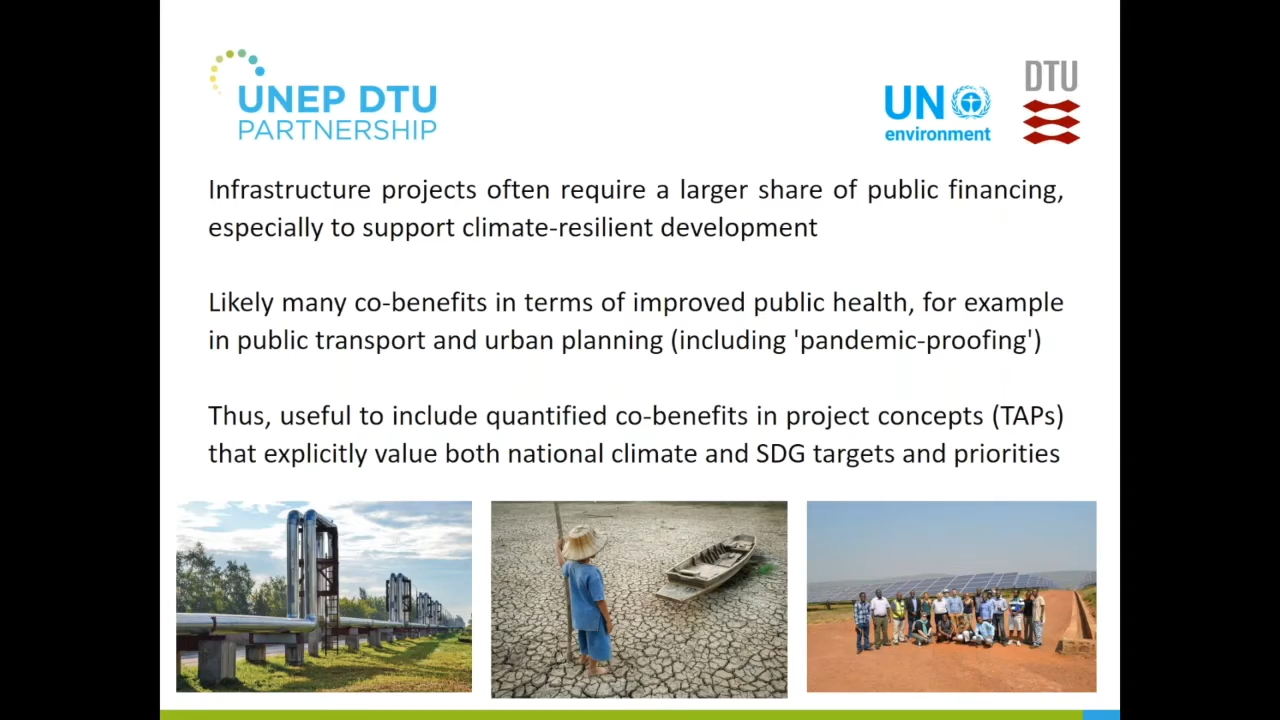 UNEP DTU
PARTNERSHIP
UN
environment
DTU
Infrastructure projects often require a larger share of public financing,
especially to support climate-resilient development
Likely many co-benefits in terms of improved public health, for example
in public transport and urban planning (including 'pandemic-proofing')
Thus, useful to include quantified co-benefits in project concepts (TAPs)
that explicitly value both national climate and SDG targets and priorities